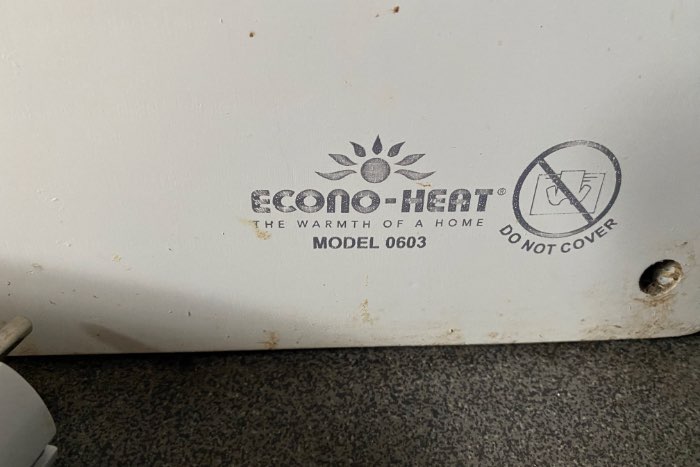 ECONO-HEAT®
THE WARMTH OF A HOME
MODEL 0603
DO NOT COVER